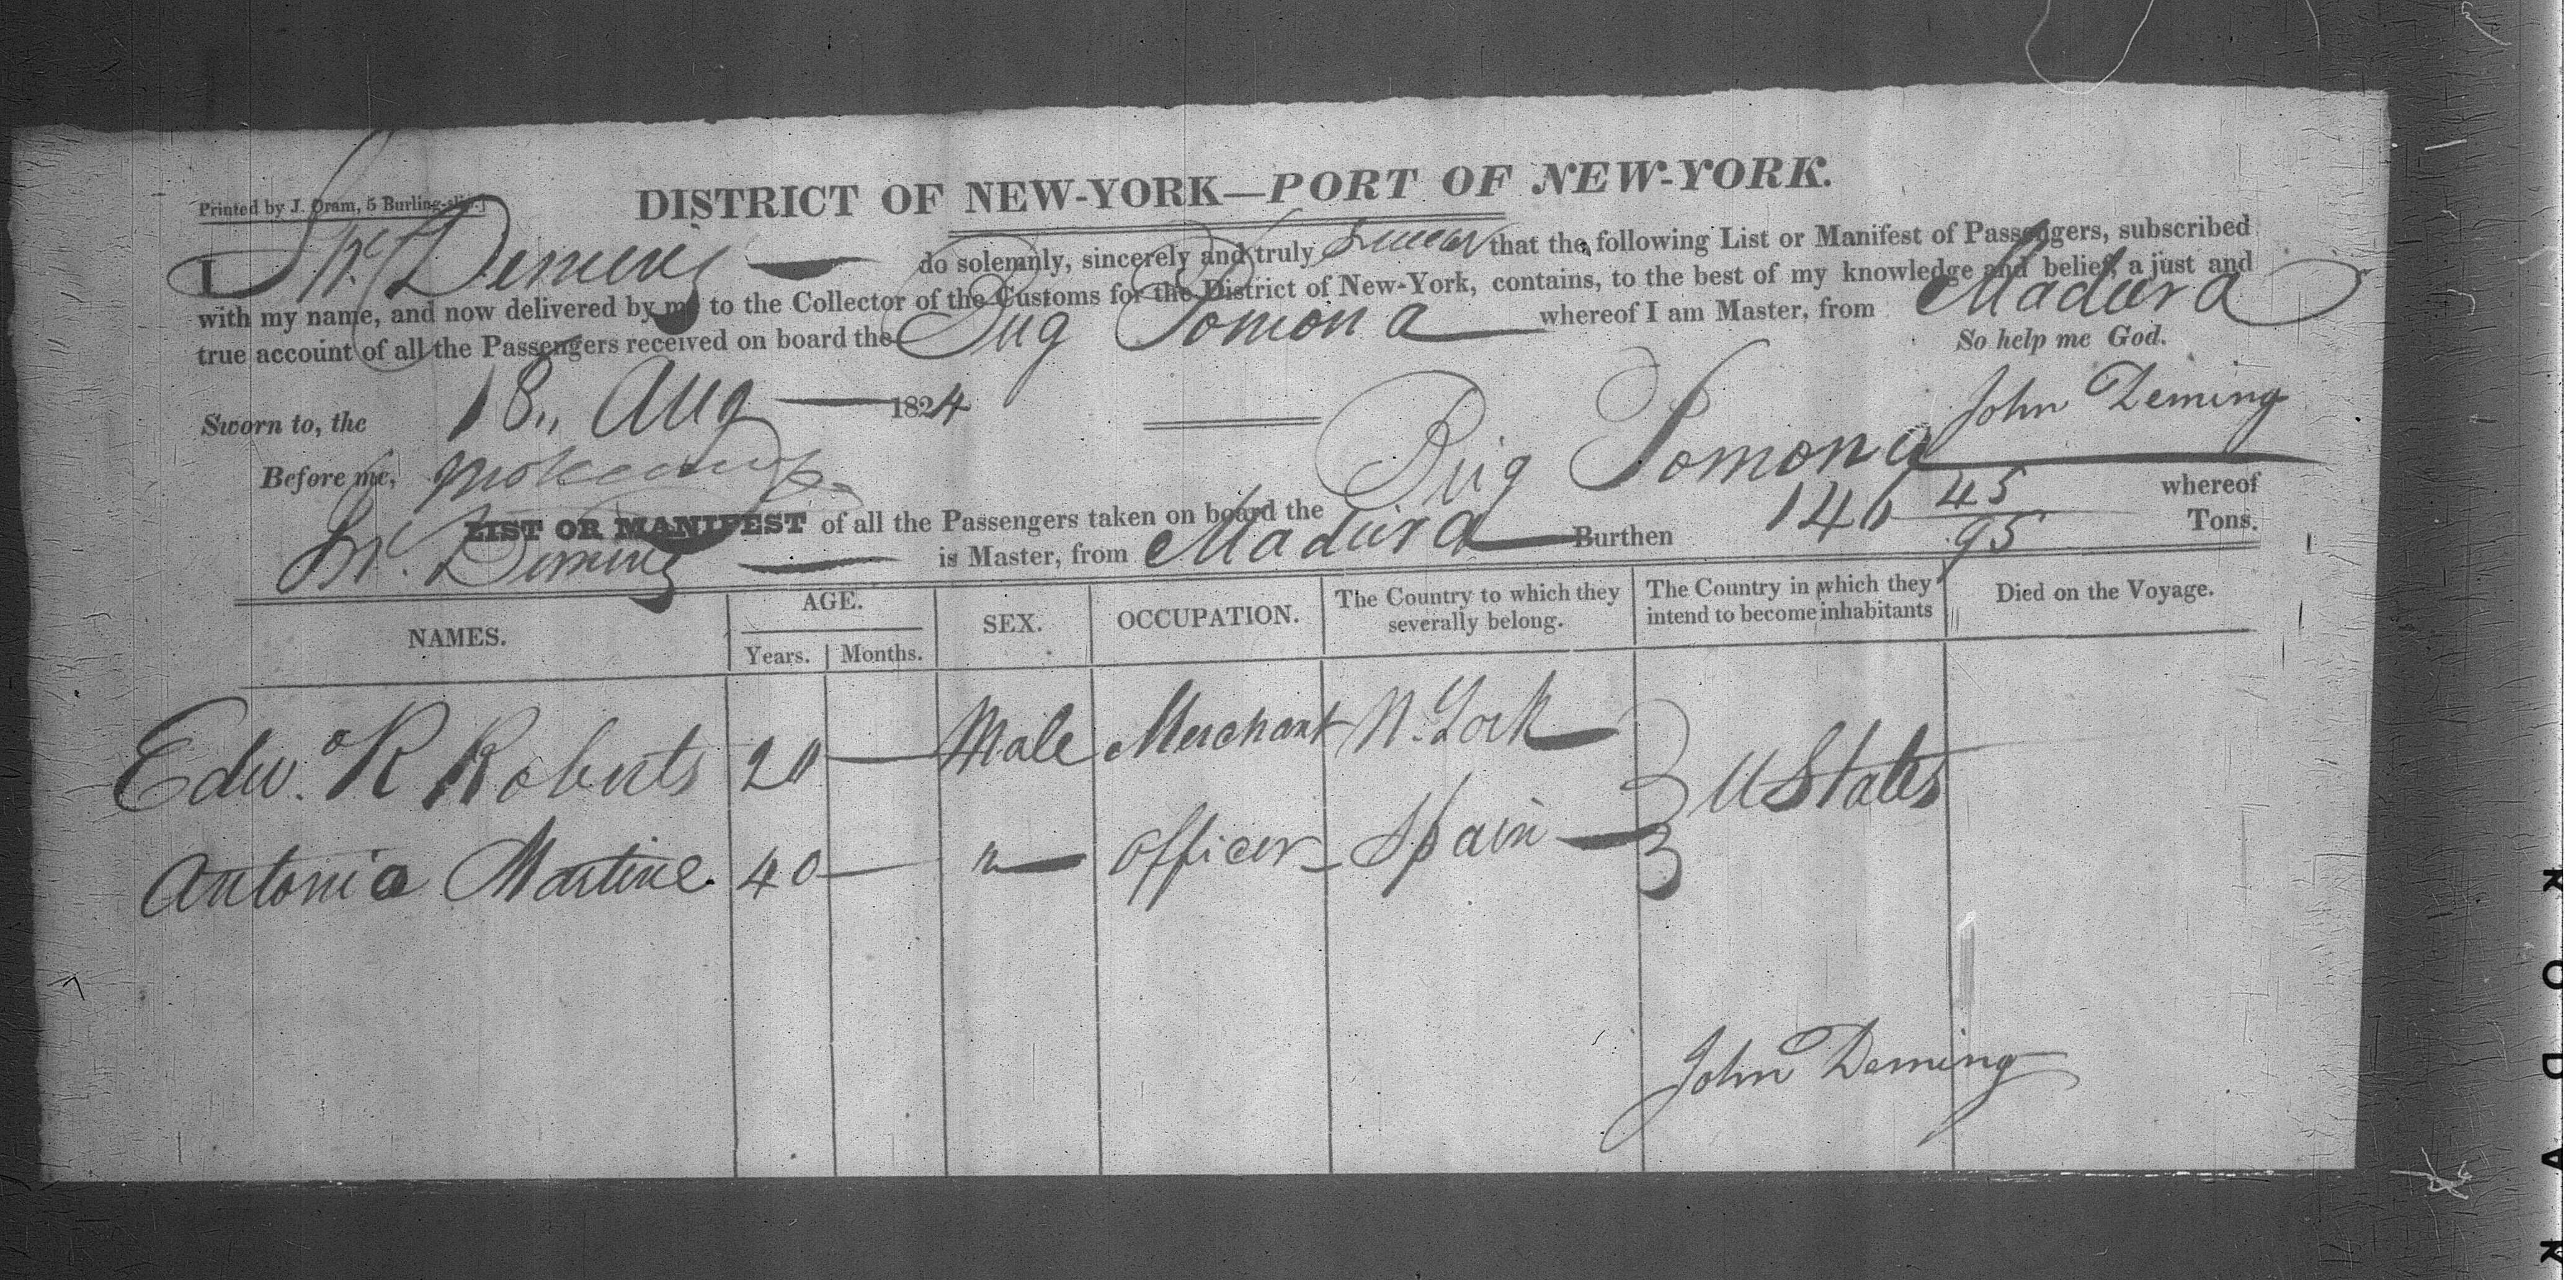 DISTRICT OF NEW-YORK—PORT OF NEW-YORK.
Printed by J. Oram, 5 Burling-slip.]
I Jno. Deming do solemnly, sincerely and truly swear that the following List or Manifest of Passengers, subscribed
with my name, and now delivered by me to the Collector of the Customs for the District of New-York, contains, to the best of my knowledge and belief, a just and
true account of all the Passengers received on board the Brig Pomona whereof I am Master, from Madeira
So help me God.
Sworn to, the 18,, Aug 1824
John Deming
Before me,
LIST OR MANIFEST of all the Passengers taken on board the Brig Pomona whereof
Jno. Deming is Master, from Madeira Burthen 146 45/95 Tons.
NAMES. AGE. SEX. OCCUPATION. The Country to which they severally belong. The Country in which they intend to become inhabitants Died on the Voyage.
Years. Months.
Edwd. R Roberts 20 — Male Merchant N. York
U States
Antonio Martine 40 — " Officer Spain
John Deming
KODAK